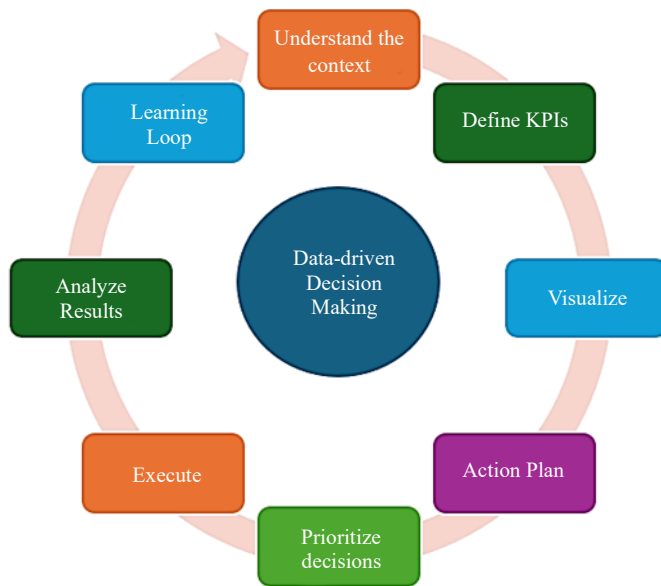 Understand the
context
Define KPIs
Visualize
Action Plan
Prioritize
decisions
Execute
Analyze
Results
Learning
Loop
Data-driven
Decision
Making